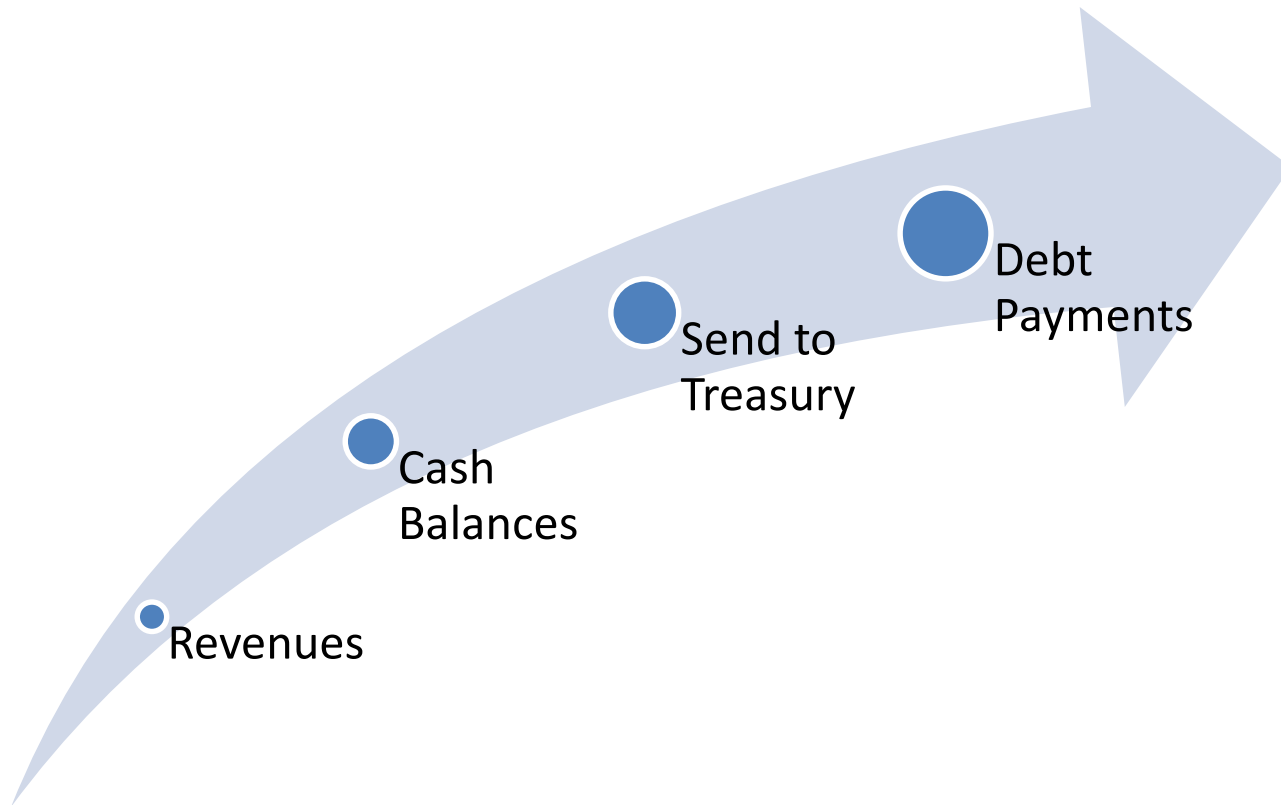 Revenues
Cash
Balances
Send to
Treasury
Debt
Payments